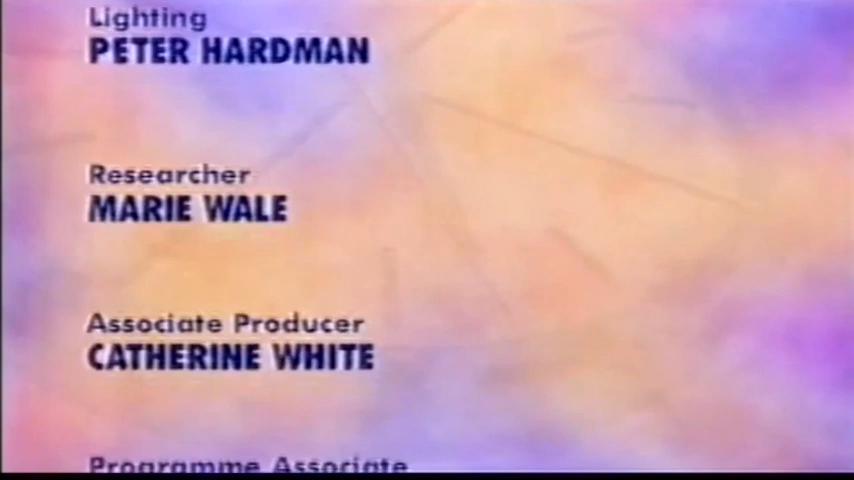 Lighting
PETER HARDMAN
Researcher
MARIE WALE
Associate Producer
CATHERINE WHITE
Programme Associate